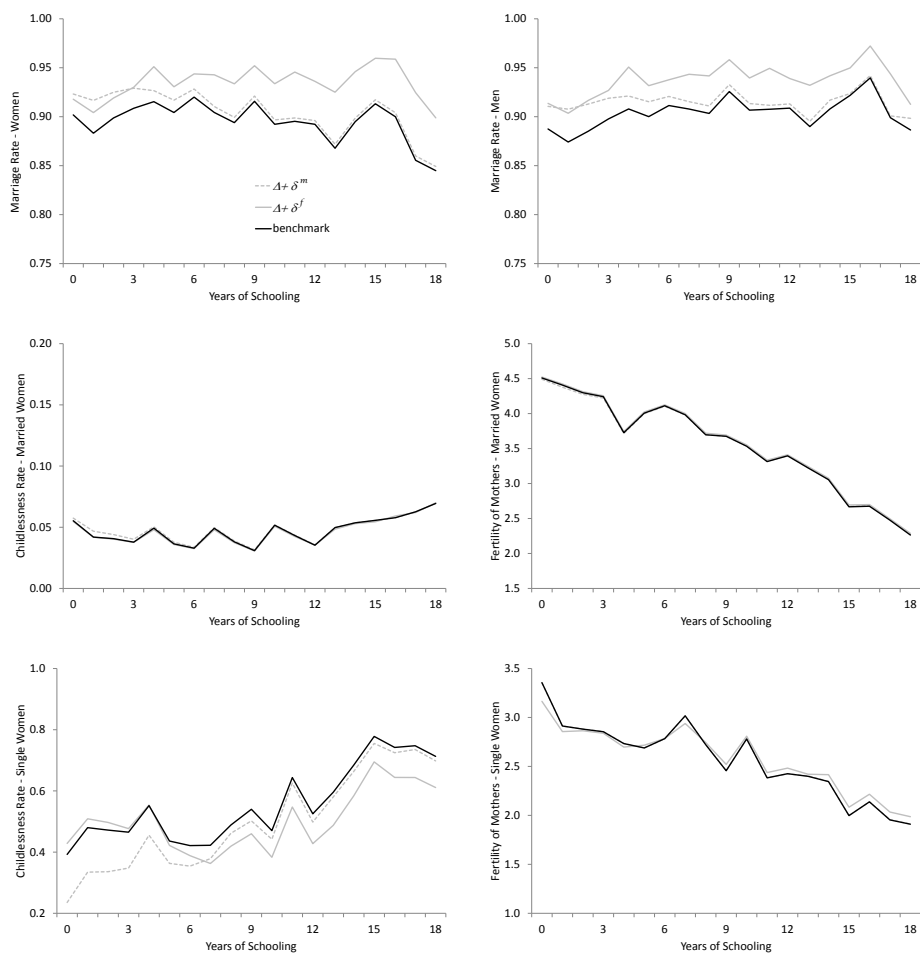 1.00
0.95
0.90
0.85
0.80
0.75
Marriage Rate - Women
Δ+ δ^m
Δ+ δ^f
benchmark
0 3 6 9 12 15 18
Years of Schooling
1.00
0.95
0.90
0.85
0.80
0.75
Marriage Rate - Men
0 3 6 9 12 15 18
Years of Schooling
0.20
0.15
0.10
0.05
0.00
Childlessness Rate - Married Women
0 3 6 9 12 15 18
Years of Schooling
5.0
4.5
4.0
3.5
3.0
2.5
2.0
1.5
Fertility of Mothers - Married Women
0 3 6 9 12 15 18
Years of Schooling
1.0
0.8
0.6
0.4
0.2
Childlessness Rate - Single Women
0 3 6 9 12 15 18
Years of Schooling
3.5
3.0
2.5
2.0
1.5
1.0
Fertility of Mothers - Single Women
0 3 6 9 12 15 18
Years of Schooling